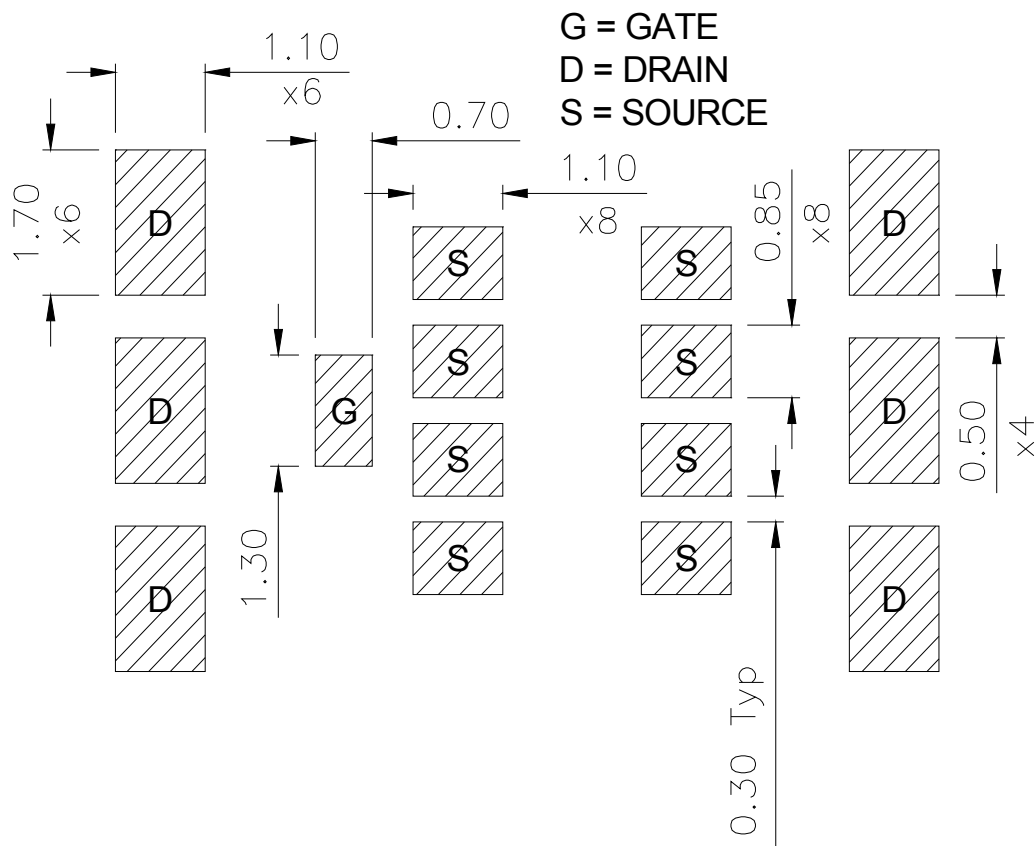 G = GATE
D = DRAIN
S = SOURCE
1.10
x6
0.70
1.10
x8
0.85
x8
1.70
x6
D
S
S
D
S
S
D
G
D
S
S
0.50
x4
1.30
S
S
D
D
0.30 Typ